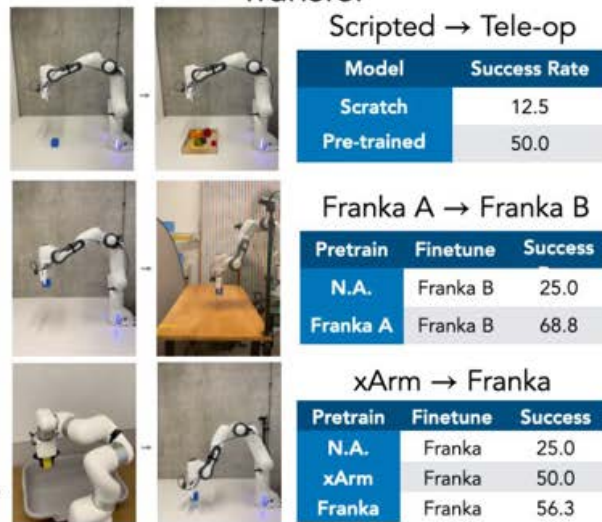 Transfer
Scripted → Tele-op
Model Success Rate
Scratch 12.5
Pre-trained 50.0
Franka A → Franka B
Pretrain Finetune Success
N.A. Franka B 25.0
Franka A Franka B 68.8
xArm → Franka
Pretrain Finetune Success
N.A. Franka 25.0
xArm Franka 50.0
Franka Franka 56.3